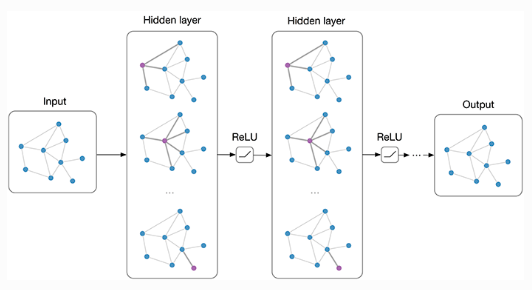 Hidden layer
Hidden layer
Input
Output
ReLU
ReLU
...
...
...